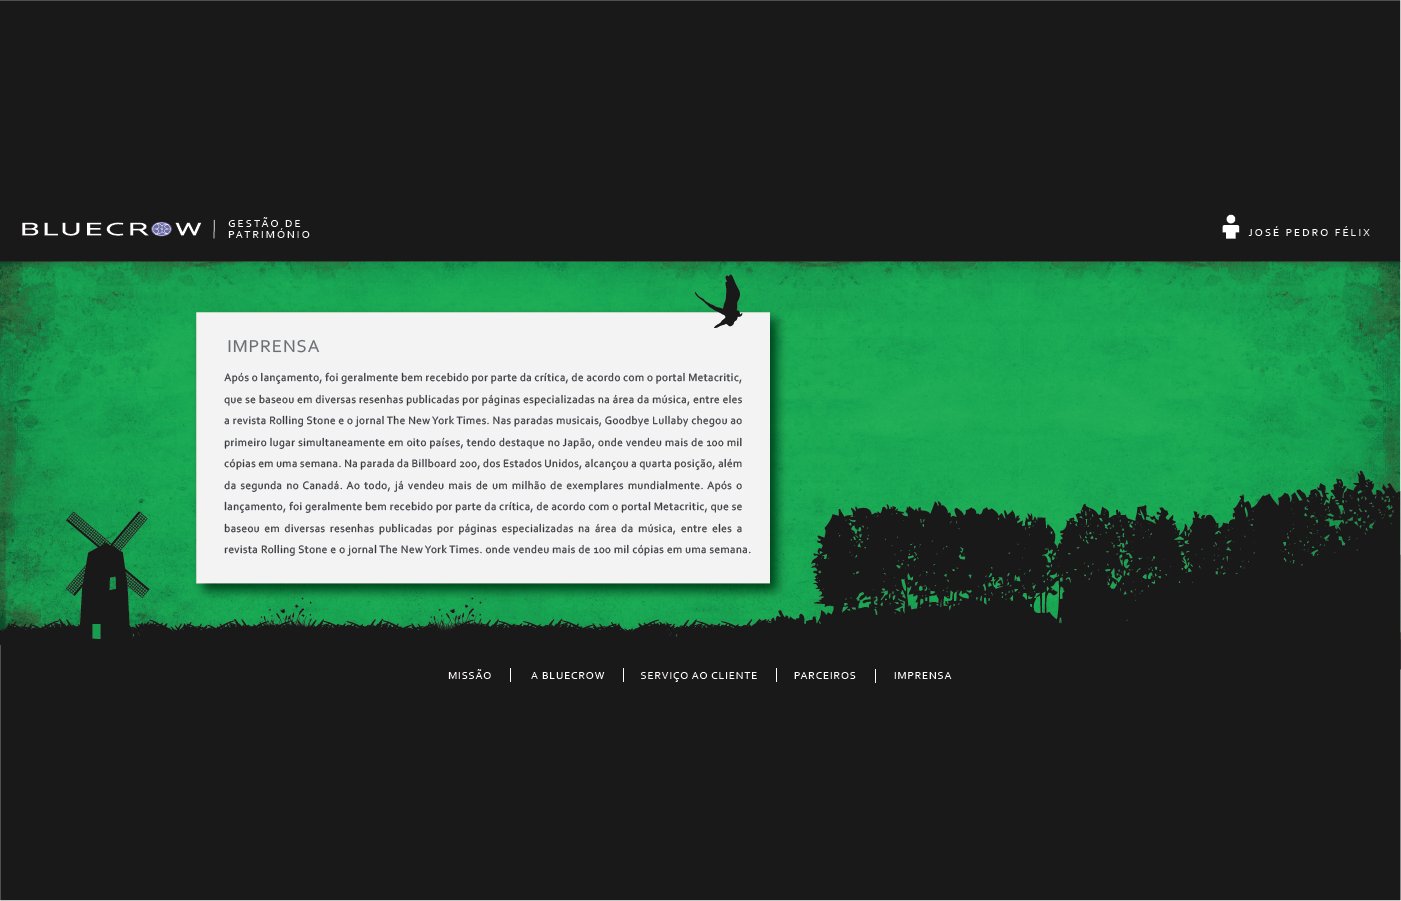 BLUECROW
GESTÃO DE
PATRIMÓNIO
JOSÉ PEDRO FÉLIX
IMPRENSA
Após o lançamento, foi geralmente bem recebido por parte da crítica, de acordo com o portal Metacritic,
que se baseou em diversas resenhas publicadas por páginas especializadas na área da música, entre eles
a revista Rolling Stone e o jornal The New York Times. Nas paradas musicais, Goodbye Lullaby chegou ao
primeiro lugar simultaneamente em oito países, tendo destaque no Japão, onde vendeu mais de 100 mil
cópias em uma semana. Na parada da Billboard 200, dos Estados Unidos, alcançou a quarta posição, além
da segunda no Canadá. Ao todo, já vendeu mais de um milhão de exemplares mundialmente. Após o
lançamento, foi geralmente bem recebido por parte da crítica, de acordo com o portal Metacritic, que se
baseou em diversas resenhas publicadas por páginas especializadas na área da música, entre eles a
revista Rolling Stone e o jornal The New York Times. onde vendeu mais de 100 mil cópias em uma semana.
MISSÃO | A BLUECROW | SERVIÇO AO CLIENTE | PARCEIROS | IMPRENSA